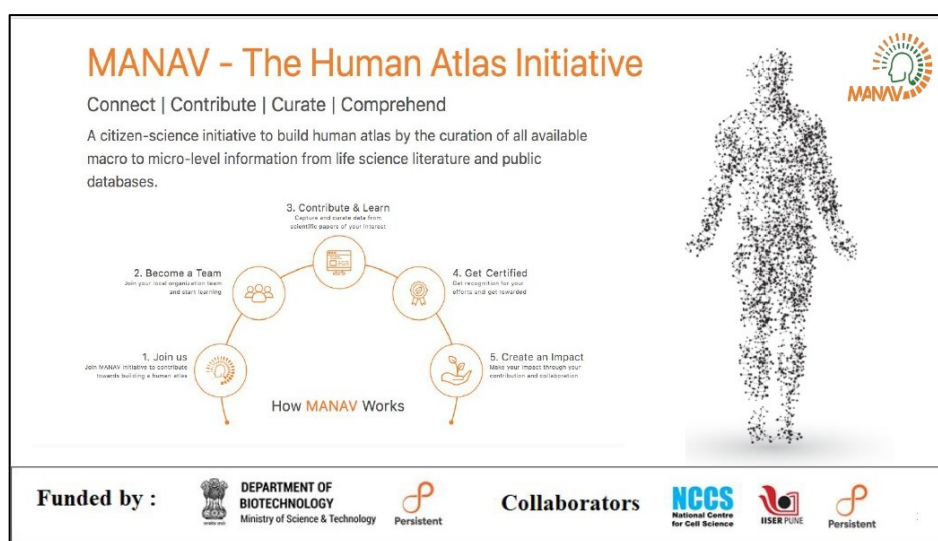 MANAV - The Human Atlas Initiative
MANAV
Connect | Contribute | Curate | Comprehend
A citizen-science initiative to build human atlas by the curation of all available
macro to micro-level information from life science literature and public
databases.
3. Contribute & Learn
Capture and curate data from
scientific papers of your interest
2. Become a Team
Join your local organization team
and start learning
4. Get Certified
Get recognition for your
efforts and get rewarded
1. Join us
Join MANAV Initiative to contribute
towards building a human atlas
5. Create an Impact
Make your impact through your
contribution and collaboration
How MANAV Works
Funded by :
DEPARTMENT OF
BIOTECHNOLOGY
Ministry of Science & Technology
Persistent
Collaborators
NCCS
National Centre
for Cell Science
IISER PUNE
Persistent